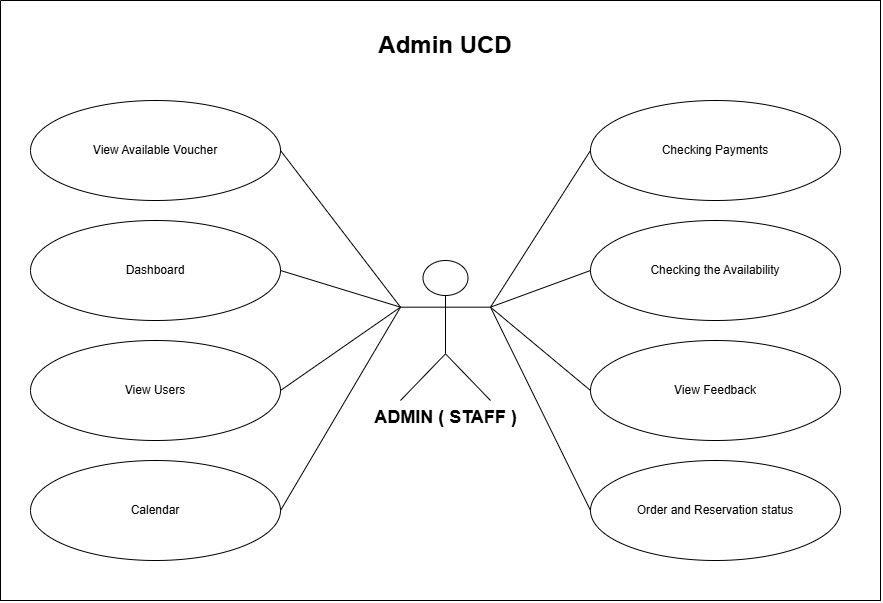 Admin UCD
View Available Voucher
Checking Payments
Dashboard
Checking the Availability
View Users
View Feedback
ADMIN ( STAFF )
Calendar
Order and Reservation status